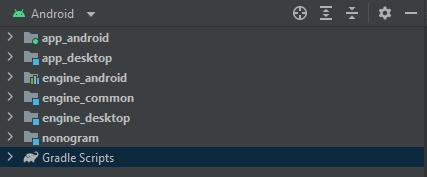 Android
app_android
app_desktop
engine_android
engine_common
engine_desktop
nonogram
Gradle Scripts